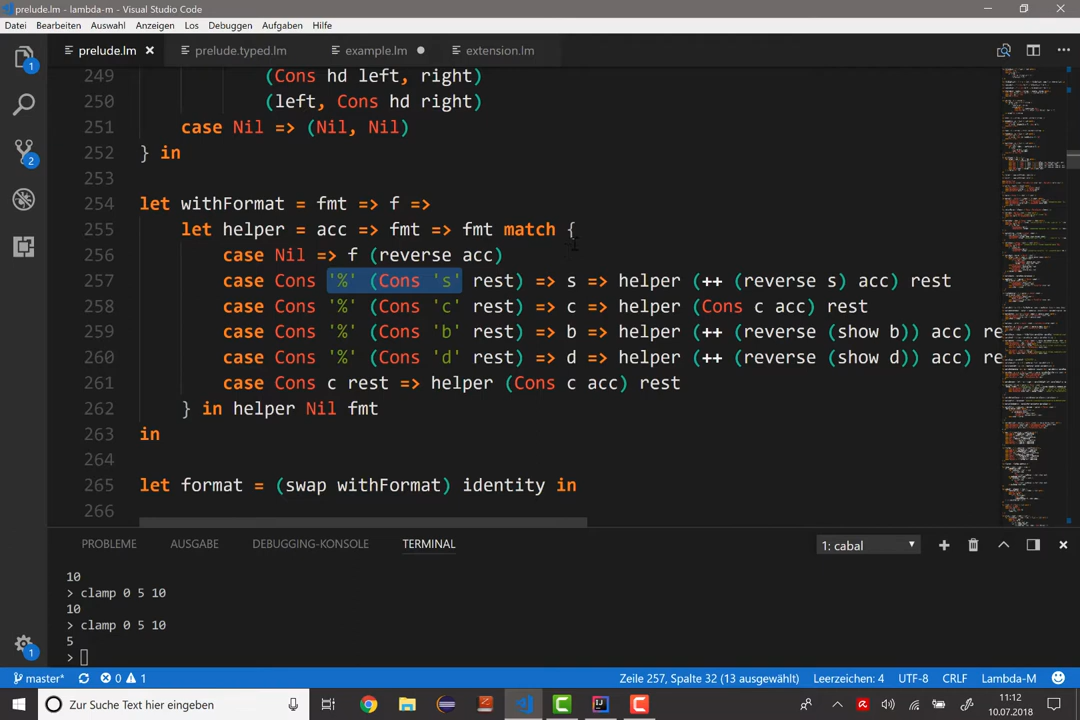 prelude.lm - lambda-m - Visual Studio Code
Datei Bearbeiten Auswahl Anzeigen Los Debuggen Aufgaben Hilfe
prelude.lm prelude.typed.lm example.lm extension.lm
249 (Cons hd left, right)
250 (left, Cons hd right)
251 case Nil => (Nil, Nil)
252 } in
253
254 let withFormat = fmt => f =>
255 let helper = acc => fmt => fmt match {
256 case Nil => f (reverse acc)
257 case Cons '%' (Cons 's' rest) => s => helper (++ (reverse s) acc) rest
258 case Cons '%' (Cons 'c' rest) => c => helper (Cons c acc) rest
259 case Cons '%' (Cons 'b' rest) => b => helper (++ (reverse (show b)) acc) re
260 case Cons '%' (Cons 'd' rest) => d => helper (++ (reverse (show d)) acc) re
261 case Cons c rest => helper (Cons c acc) rest
262 } in helper Nil fmt
263 in
264
265 let format = (swap withFormat) identity in
266
PROBLEME AUSGABE DEBUGGING-KONSOLE TERMINAL 1: cabal
10
> clamp 0 5 10
10
> clamp 0 5 10
5
>
master* 0 1 Zeile 257, Spalte 32 (13 ausgewählt) Leerzeichen: 4 UTF-8 CRLF Lambda-M
Zur Suche Text hier eingeben
11:12
10.07.2018
1
2
1